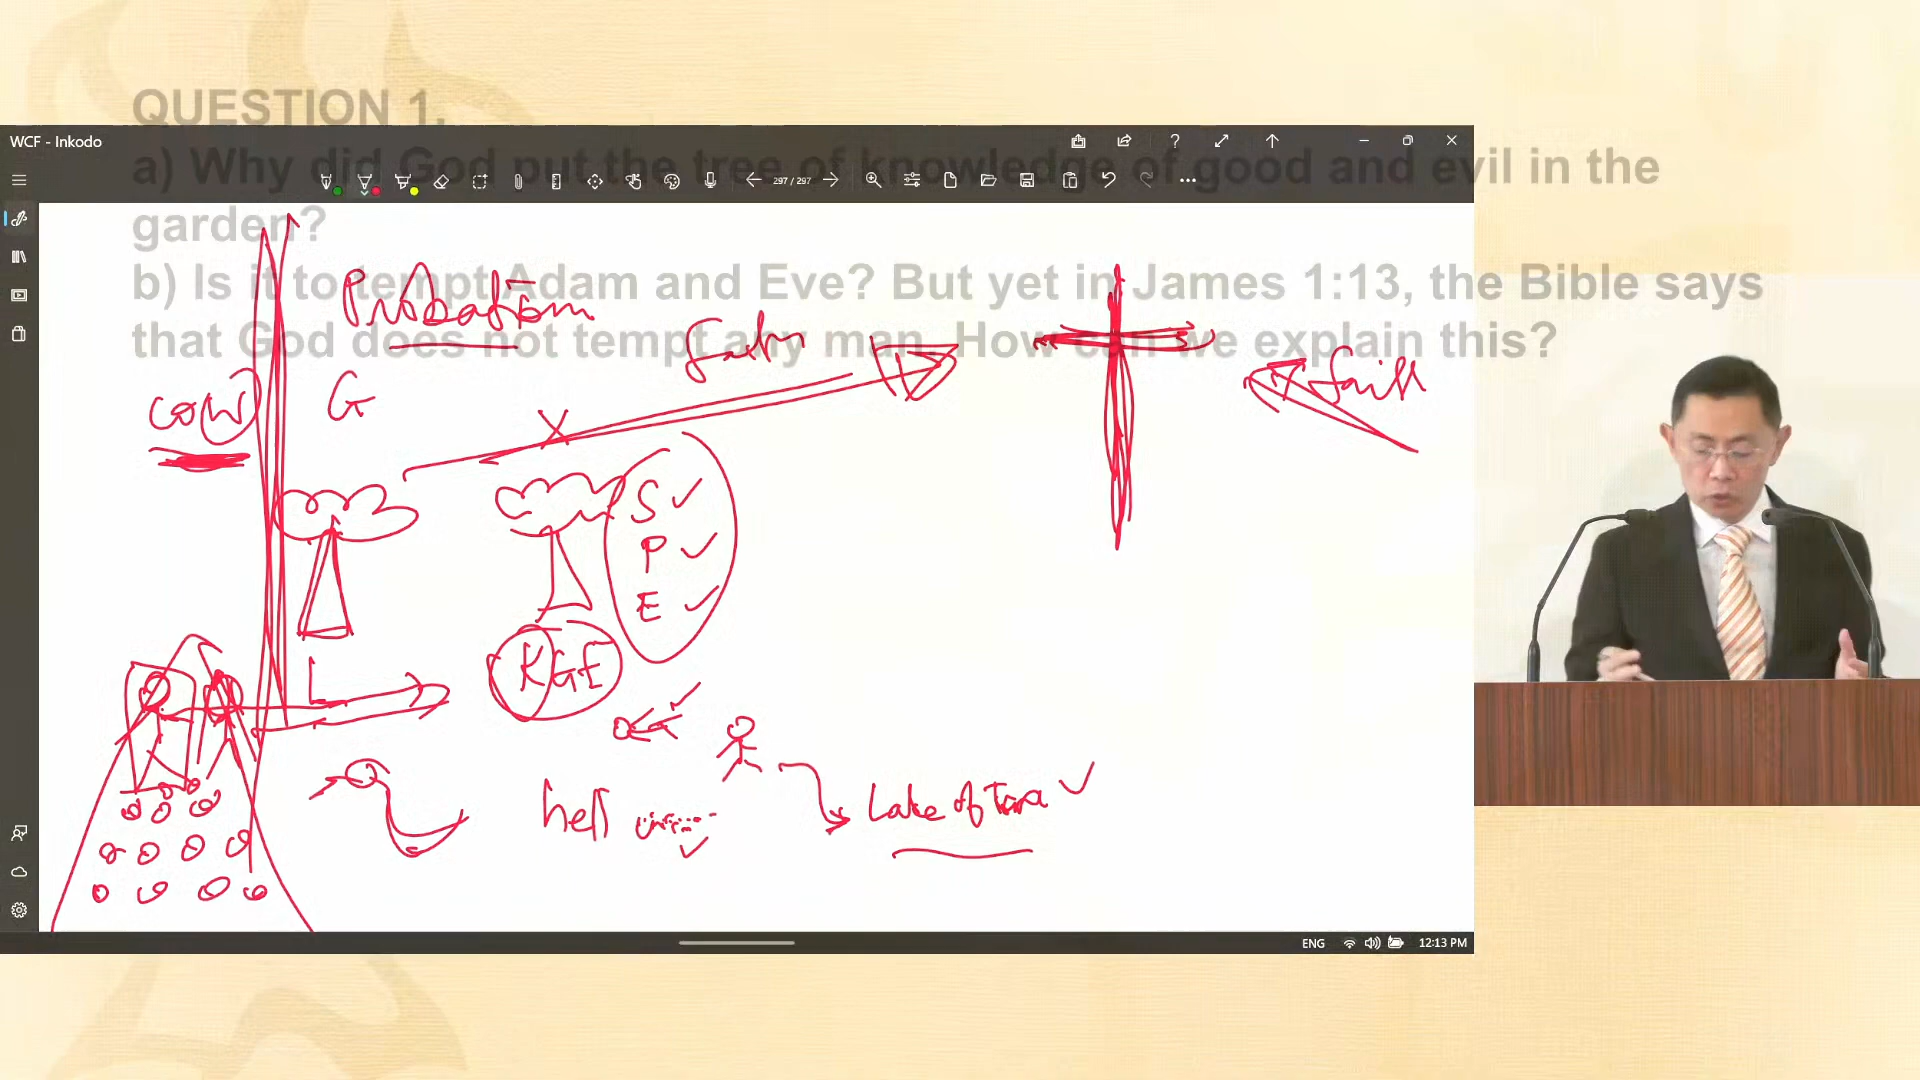 QUESTION 1.
a) Why did God put the tree of knowledge of good and evil in the
garden?
b) Is it to tempt Adam and Eve? But yet in James 1:13, the Bible says
that God does not tempt any man. How can we explain this?
WCF - Inkodo
297 / 297
Probation
Faith
Faith
COW
G
S
P
E
L
KGE
hell
Lake of
ENG
12:13 PM